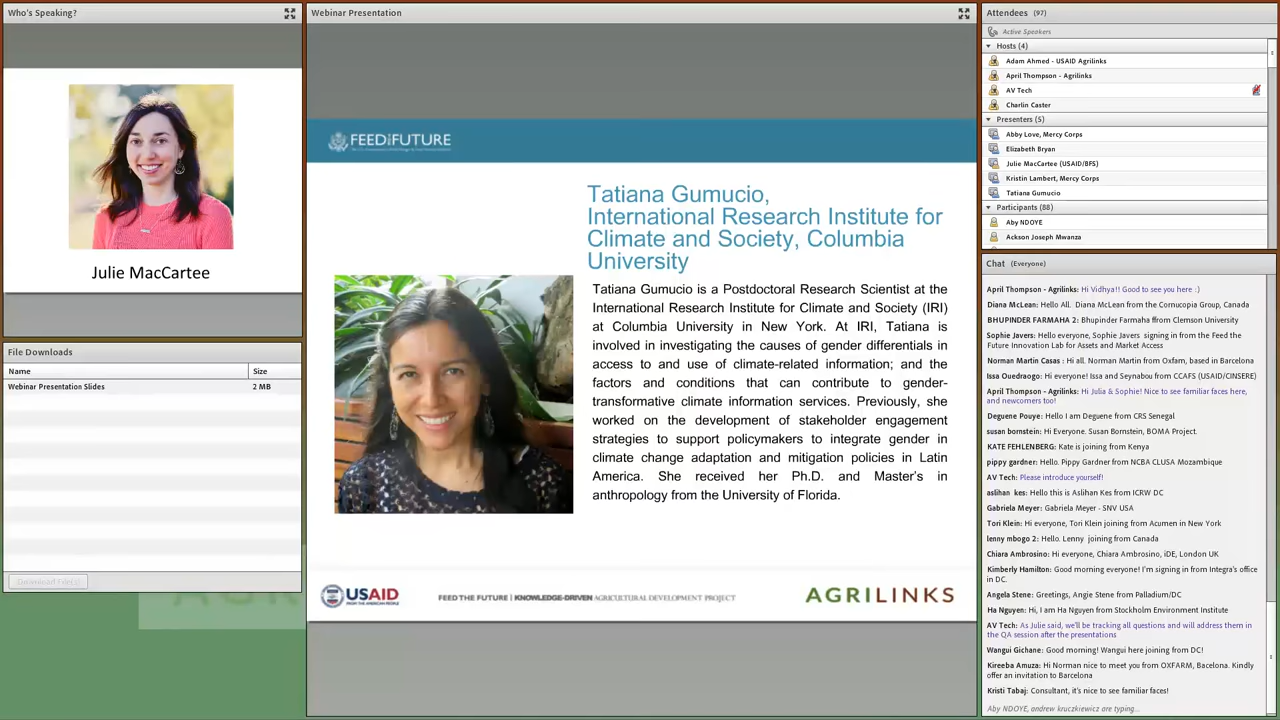 Who's Speaking?
Julie MacCartee
File Downloads
Name Size
Webinar Presentation Slides 2 MB
Download File(s)
Webinar Presentation
FEED THE FUTURE
Tatiana Gumucio,
International Research Institute for
Climate and Society, Columbia
University
Tatiana Gumucio is a Postdoctoral Research Scientist at the
International Research Institute for Climate and Society (IRI)
at Columbia University in New York. At IRI, Tatiana is
involved in investigating the causes of gender differentials in
access to and use of climate-related information; and the
factors and conditions that can contribute to gender-
transformative climate information services. Previously, she
worked on the development of stakeholder engagement
strategies to support policymakers to integrate gender in
climate change adaptation and mitigation policies in Latin
America. She received her Ph.D. and Master's in
anthropology from the University of Florida.
USAID
FROM THE AMERICAN PEOPLE
FEED THE FUTURE | KNOWLEDGE-DRIVEN AGRICULTURAL DEVELOPMENT PROJECT
AGRILINKS
Attendees (97)
Active Speakers
Hosts (4)
Adam Ahmed - USAID Agrilinks
April Thompson - Agrilinks
AV Tech
Charlin Caster
Presenters (5)
Abby Love, Mercy Corps
Elizabeth Bryan
Julie MacCartee (USAID/BFS)
Kristin Lambert, Mercy Corps
Tatiana Gumucio
Participants (88)
Aby NDOYE
Ackson Joseph Mwanza
Chat (Everyone)
April Thompson - Agrilinks: Hi Vidhya!! Good to see you here :)
Diana McLean: Hello All. Diana McLean from the Cornucopia Group, Canada
BHUPINDER FARMAHA 2: Bhupinder Farmaha ffrom Clemson University
Sophie Javers: Hello everyone, Sophie Javers signing in from the Feed the
Future Innovation Lab for Assets and Market Access
Norman Martin Casas : Hi all. Norman Martin from Oxfam, based in Barcelona
Issa Ouedraogo: Hi everyone! Issa and Seynabou from CCAFS (USAID/CINSERE)
April Thompson - Agrilinks: Hi Julia & Sophie! Nice to see familiar faces here,
and newcomers too!
Deguene Pouye: Hello I am Deguene from CRS Senegal
susan bornstein: Hi Everyone. Susan Bornstein, BOMA Project.
KATE FEHLENBERG: Kate is joining from Kenya
pippy gardner: Hello. Pippy Gardner from NCBA CLUSA Mozambique
AV Tech: Please introduce yourself!
aslihan kes: Hello this is Aslihan Kes from ICRW DC
Gabriela Meyer: Gabriela Meyer - SNV USA
Tori Klein: Hi everyone, Tori Klein joining from Acumen in New York
lenny mbogo 2: Hello. Lenny joining from Canada
Chiara Ambrosino: Hi everyone, Chiara Ambrosino, iDE, London UK
Kimberly Hamilton: Good morning everyone! I'm signing in from Integra's office
in DC.
Angela Stene: Greetings, Angie Stene from Palladium/DC
Ha Nguyen: Hi, I am Ha Nguyen from Stockholm Environment Institute
AV Tech: As Julie said, we'll be tracking all questions and will address them in
the QA session after the presentations
Wangui Gichane: Good morning! Wangui here joining from DC!
Kireeba Amuza: Hi Norman nice to meet you from OXFARM, Bacelona. Kindly
offer an invitation to Barcelona
Kristi Tabaj: Consultant, it's nice to see familiar faces!
Aby NDOYE, andrew kruczkiewicz are typing...